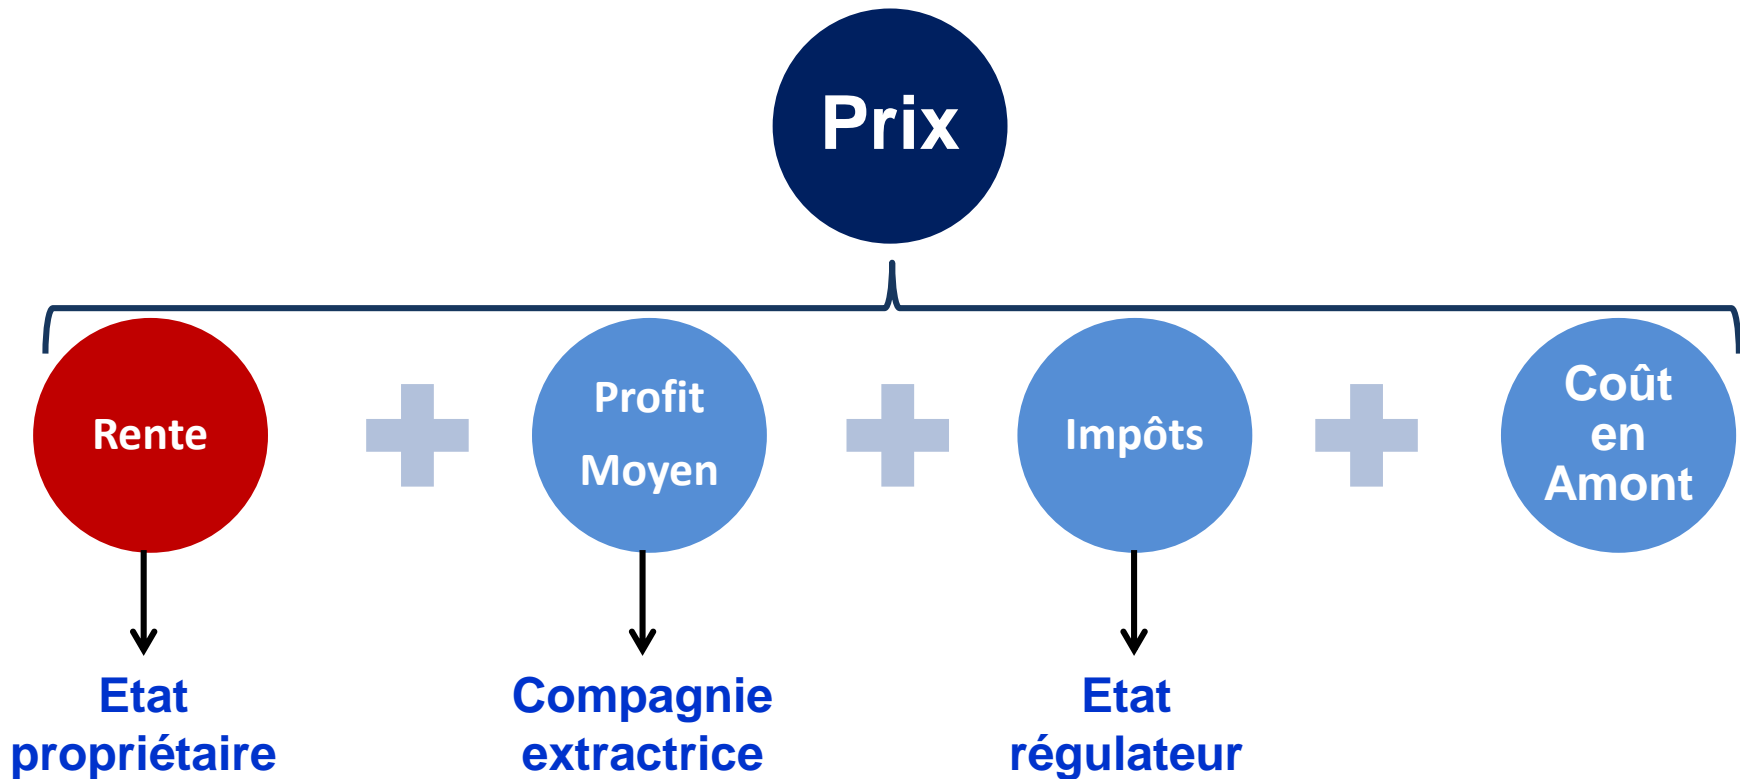 Prix
Rente
Profit
Moyen
Impôts
Coût
en
Amont
Etat
propriétaire
Compagnie
extractrice
Etat
régulateur